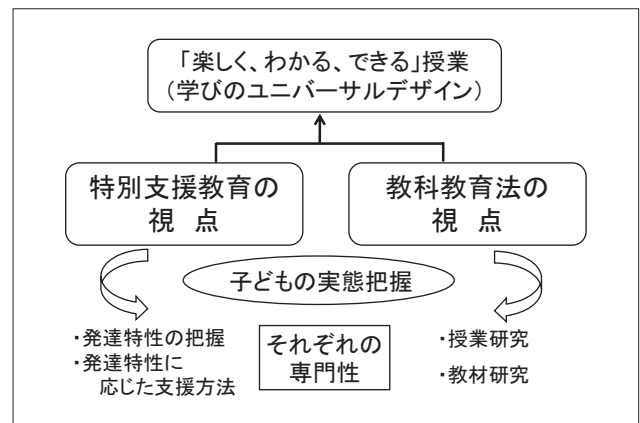 「楽しく、わかる、できる」授業
（学びのユニバーサルデザイン）
特別支援教育の
視 点
教科教育法の
視 点
子どもの実態把握
・発達特性の把握
・発達特性に
応じた支援方法
それぞれの
専門性
・授業研究
・教材研究